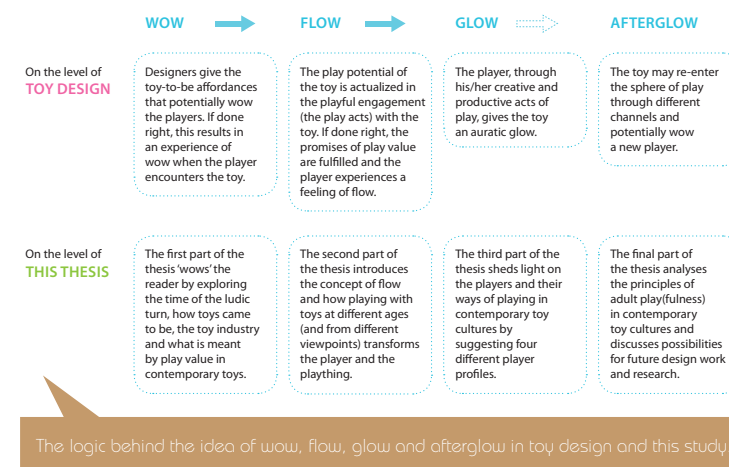 WOW FLOW GLOW AFTERGLOW
On the level of
TOY DESIGN
Designers give the
toy-to-be affordances
that potentially wow
the players. If done
right, this results in
an experience of
wow when the player
encounters the toy.
The play potential of
the toy is actualized in
the playful engagement
(the play acts) with the
toy. If done right, the
promises of play value
are fulfilled and the
player experiences a
feeling of flow.
The player, through
his/her creative and
productive acts of
play, gives the toy
an auratic glow.
The toy may re-enter
the sphere of play
through different
channels and
potentially wow
a new player.
On the level of
THIS THESIS
The first part of the
thesis ‘wows’ the
reader by exploring
the time of the ludic
turn, how toys came
to be, the toy industry
and what is meant
by play value in
contemporary toys.
The second part of
the thesis introduces
the concept of flow
and how playing with
toys at different ages
(and from different
viewpoints) transforms
the player and the
plaything.
The third part of the
thesis sheds light on
the players and their
ways of playing in
contemporary toy
cultures by
suggesting four
different player
profiles.
The final part of
the thesis analyses
the principles of
adult play(fulness)
in contemporary
toy cultures and
discusses possibilities
for future design work
and research.
The logic behind the idea of wow, flow, glow and afterglow in toy design and this study